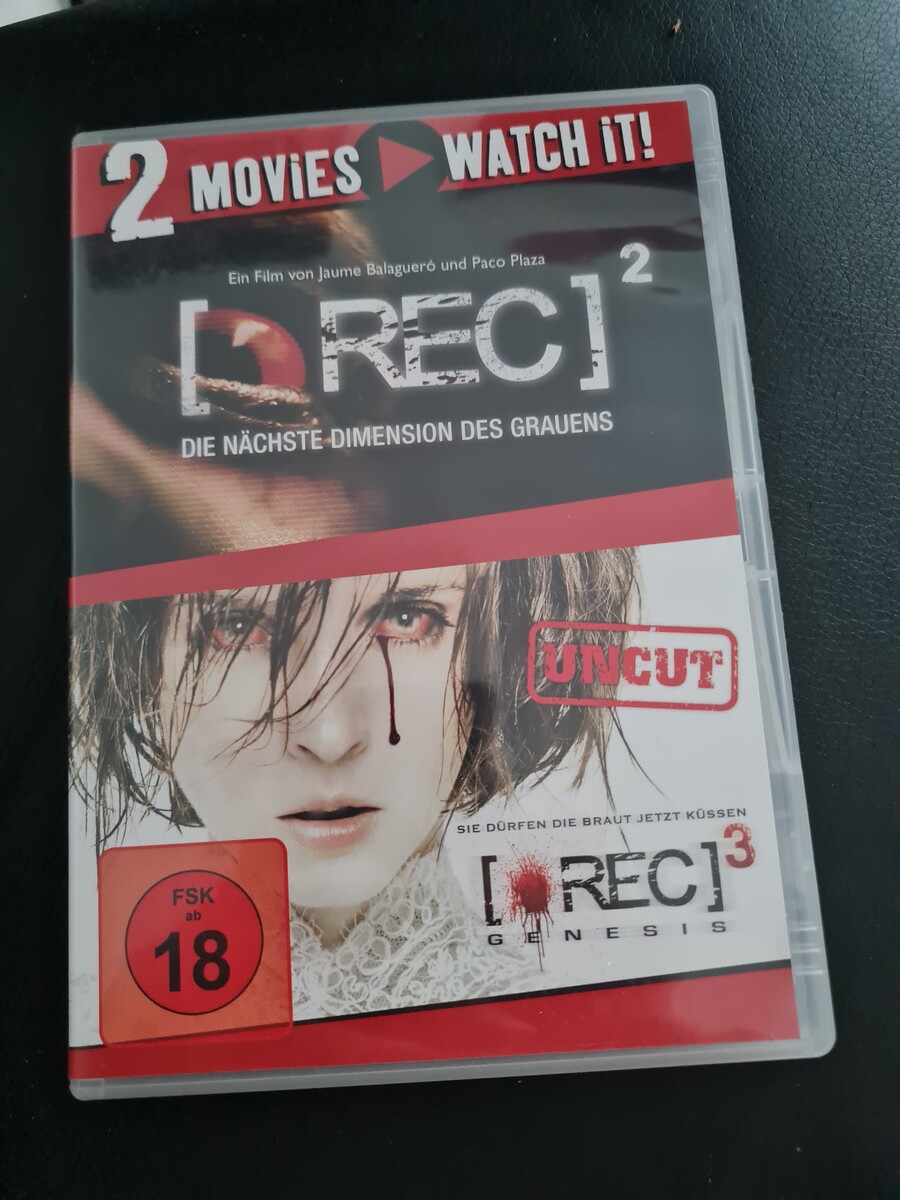 2 MOViES WATCH iT!
Ein Film von Jaume Balagueró und Paco Plaza
[REC]²
DIE NÄCHSTE DIMENSION DES GRAUENS
UNCUT
SIE DÜRFEN DIE BRAUT JETZT KÜSSEN
[REC]³
GENESIS
FSK
ab
18